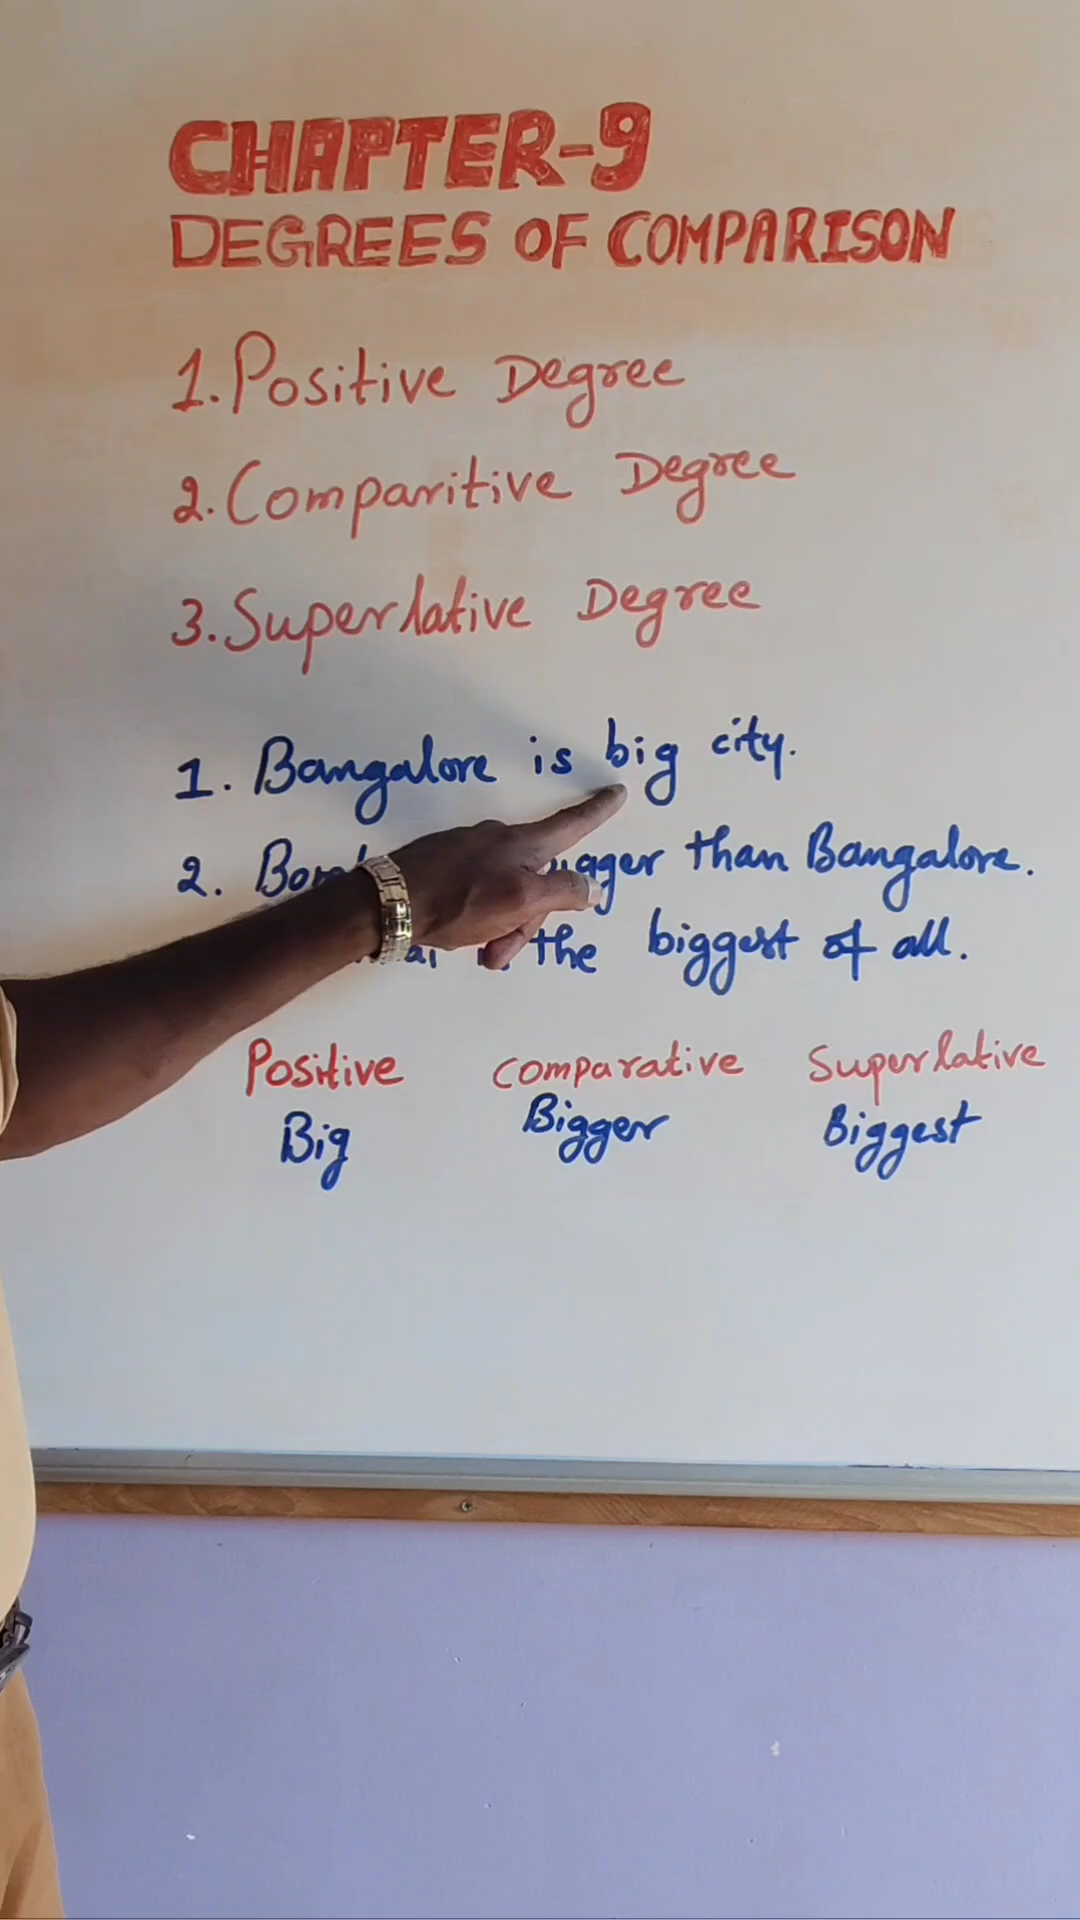 CHAPTER-9
DEGREES OF COMPARISON
1. Positive Degree
2. Comparitive Degree
3. Superlative Degree
1. Bangalore is big city.
2. than Bangalore.
the biggest of all.
Positive comparative Superlative
Big Bigger Biggest